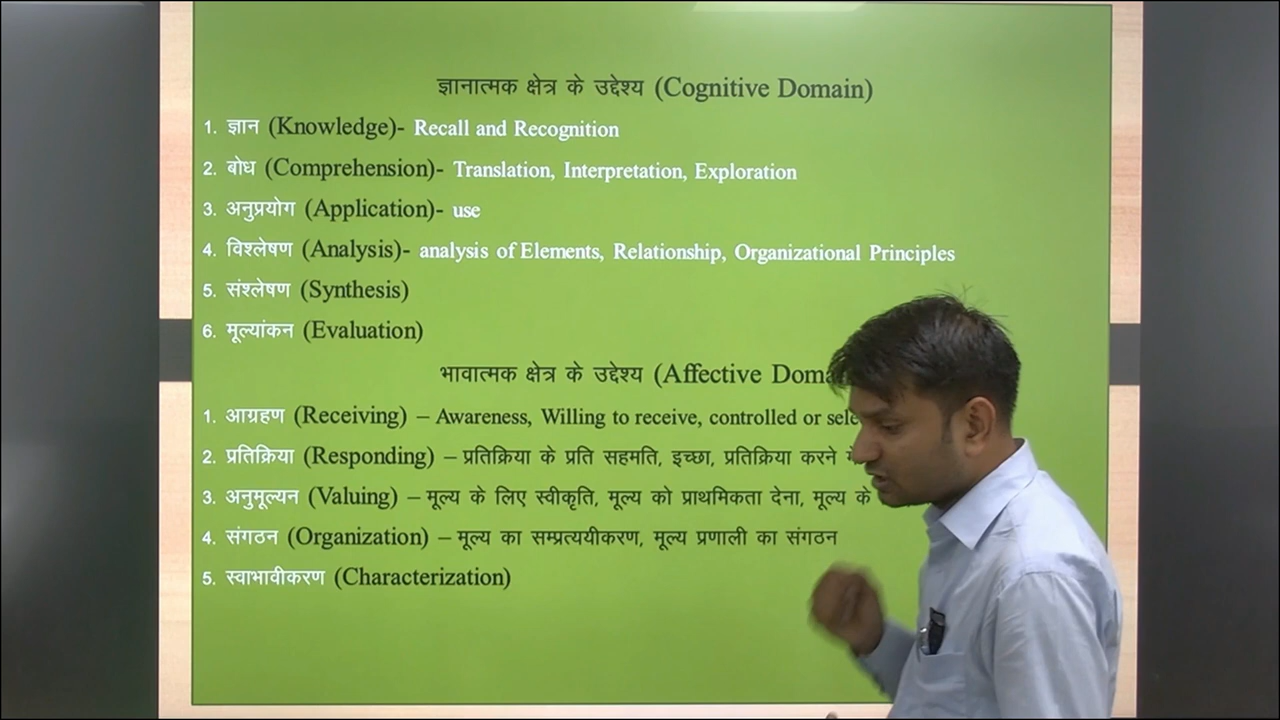 ज्ञानात्मक क्षेत्र के उद्देश्य (Cognitive Domain)
1. ज्ञान (Knowledge)- Recall and Recognition
2. बोध (Comprehension)- Translation, Interpretation, Exploration
3. अनुप्रयोग (Application)- use
4. विश्लेषण (Analysis)- analysis of Elements, Relationship, Organizational Principles
5. संश्लेषण (Synthesis)
6. मूल्यांकन (Evaluation)
भावात्मक क्षेत्र के उद्देश्य (Affective
1. आग्रहण (Receiving) – Awareness, Willing to receive, controlled or
2. प्रतिक्रिया (Responding) – प्रतिक्रिया के प्रति सहमति, इच्छा, प्रतिक्रिया करने
3. अनुमूल्यन (Valuing) – मूल्य के लिए स्वीकृति, मूल्य को प्राथमिकता देना, मूल्य के
4. संगठन (Organization) – मूल्य का सम्प्रत्ययीकरण, मूल्य प्रणाली का संगठन
5. स्वाभावीकरण (Characterization)